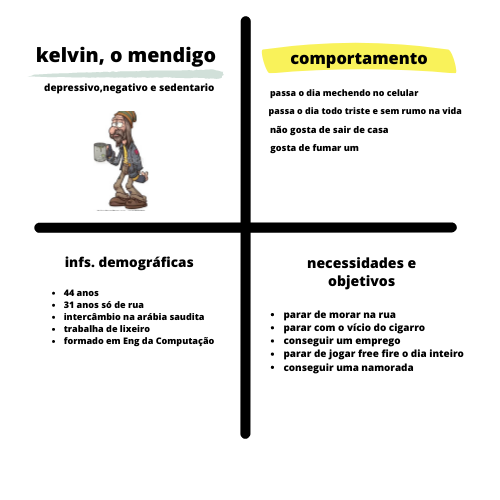 kelvin, o mendigo
depressivo,negativo e sedentario
comportamento
passa o dia mechendo no celular
passa o dia todo triste e sem rumo na vida
não gosta de sair de casa
gosta de fumar um
infs. demográficas
44 anos
31 anos só de rua
intercâmbio na arábia saudita
trabalha de lixeiro
formado em Eng da Computação
necessidades e
objetivos
parar de morar na rua
parar com o vício do cigarro
conseguir um emprego
parar de jogar free fire o dia inteiro
conseguir uma namorada